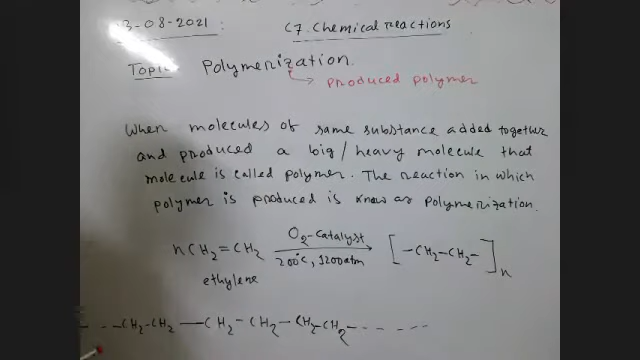 13-08-2021 : C7. Chemical Reactions
Topic Polymerization.
produced polymer
When molecules of same substance added together
and produced a big/heavy molecule that
molecule is called polymer. The reaction in which
polymer is produced is know as polymerization.
nCH₂=CH₂ O₂-catalyst 200°C, 1200atm [-CH₂-CH₂-]n
ethylene
- - -CH₂-CH₂-CH₂-CH₂-CH₂-CH₂- - - - -